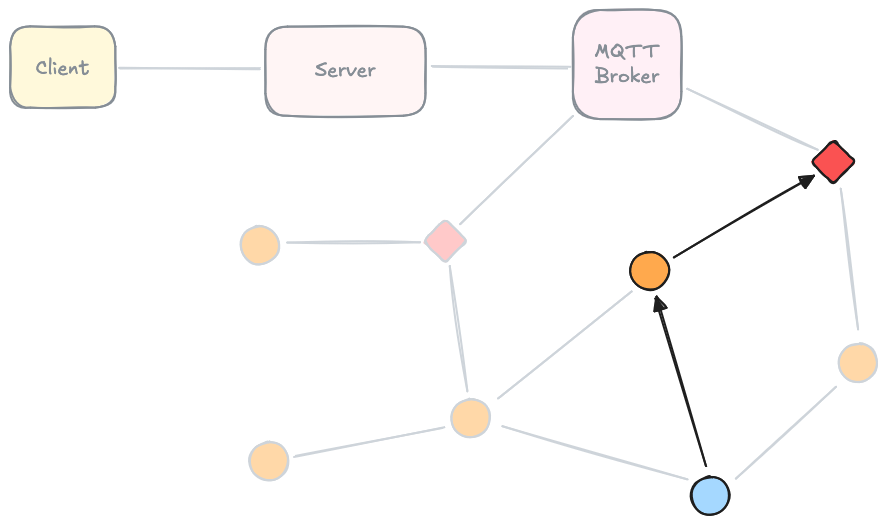 Client
Server
MQTT
Broker